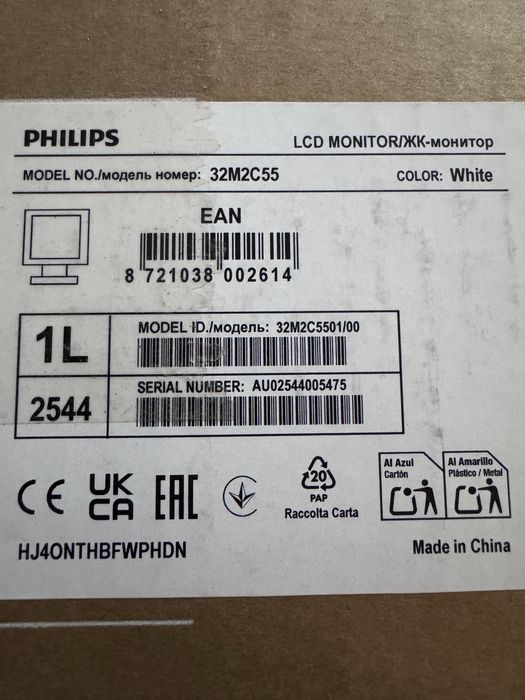 PHILIPS
LCD MONITOR/ЖК-монитор
MODEL NO./модель номер: 32M2C55
COLOR: White
EAN
8 721038 002614
1L
MODEL ID./модель: 32M2C5501/00
2544
SERIAL NUMBER: AU02544005475
CE
UK
CA
EAC
20
PAP
Raccolta Carta
Al Azul
Cartón
Al Amarillo
Plástico / Metal
HJ4ONTHBFWPHDN
Made in China